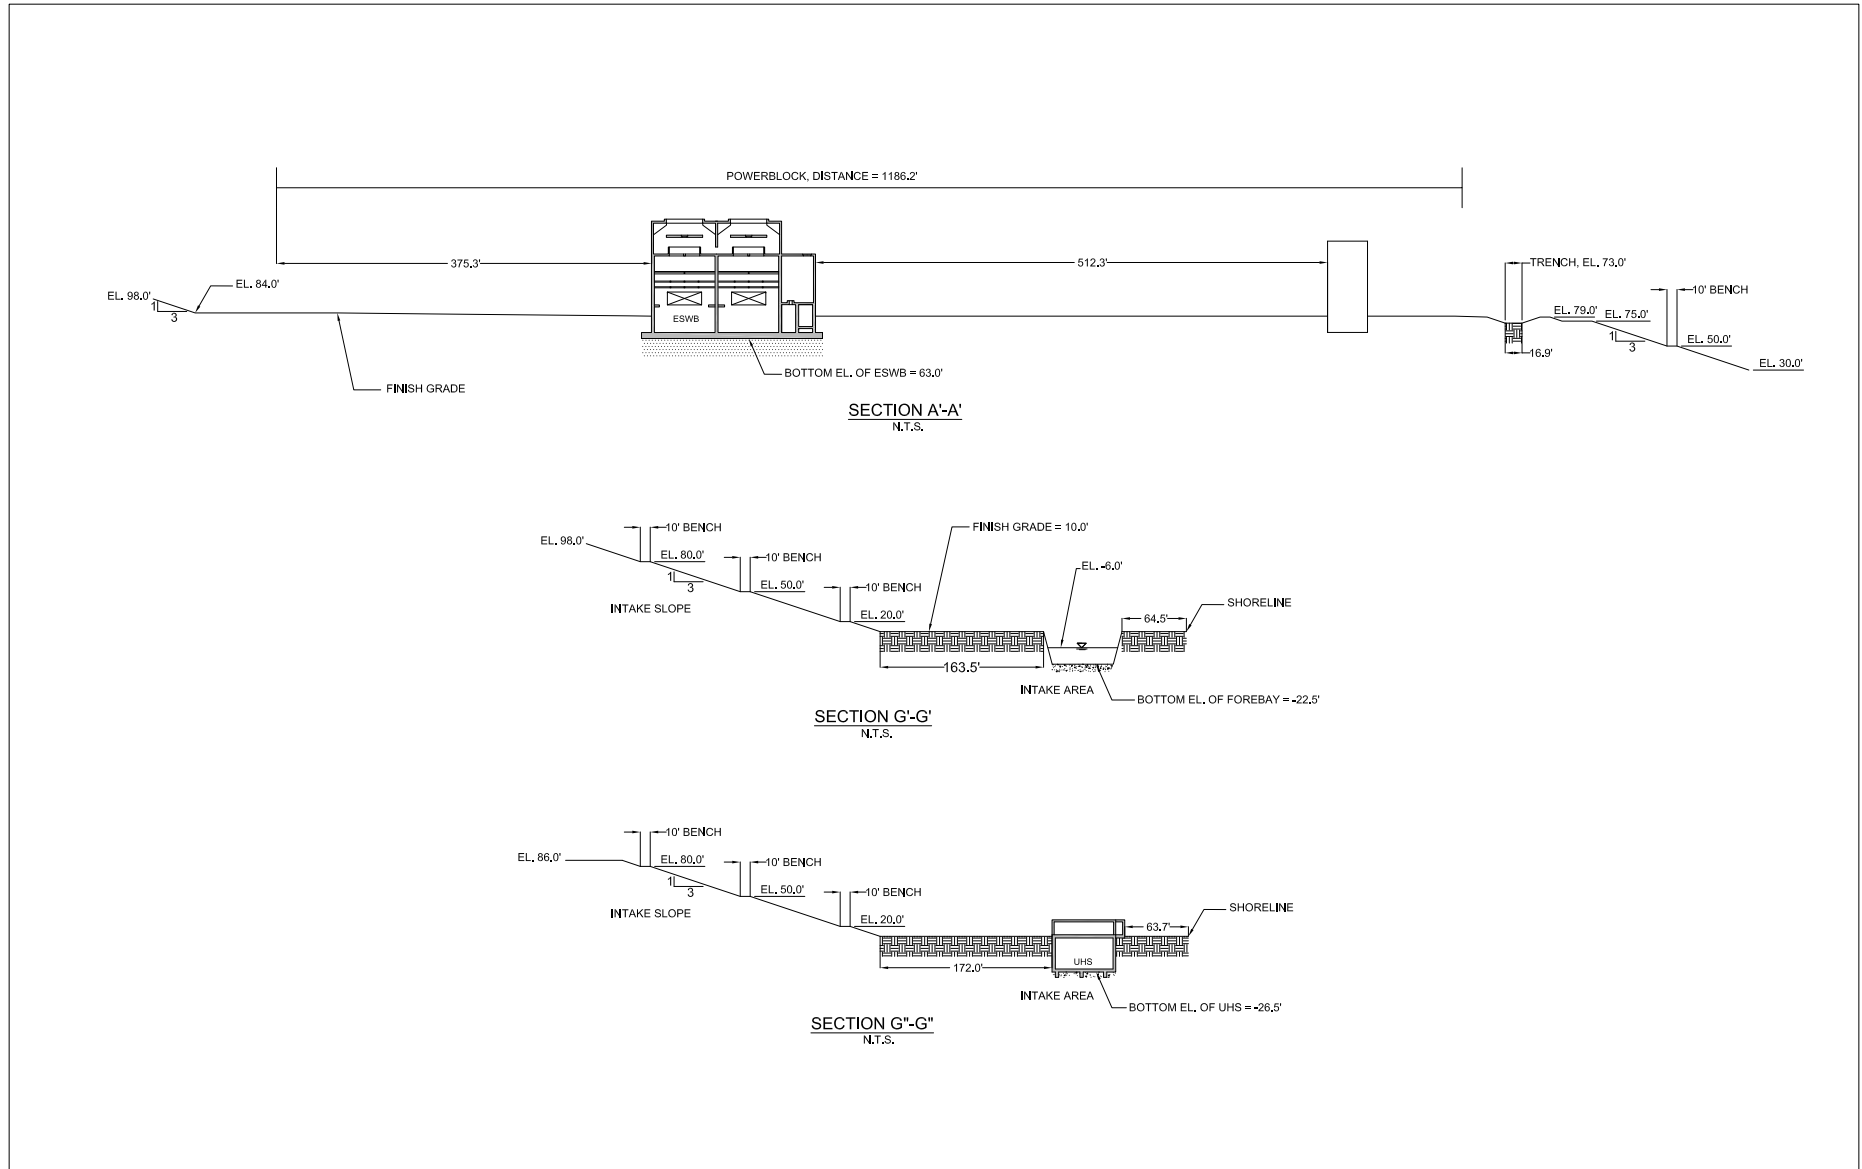 POWERBLOCK, DISTANCE = 1186.2'
375.3'
512.3'
TRENCH, EL. 73.0'
EL. 98.0'
EL. 84.0'
10' BENCH
1
3
ESWB
EL. 79.0'
EL. 75.0'
1
3
EL. 50.0'
16.9'
EL. 30.0'
BOTTOM EL. OF ESWB = 63.0'
FINISH GRADE
SECTION A'-A'
N.T.S.
10' BENCH
FINISH GRADE = 10.0'
EL. 98.0'
EL. 80.0'
10' BENCH
EL. -6.0'
1
3
EL. 50.0'
10' BENCH
INTAKE SLOPE
SHORELINE
EL. 20.0'
64.5'
163.5'
INTAKE AREA
BOTTOM EL. OF FOREBAY = -22.5'
SECTION G'-G'
N.T.S.
10' BENCH
EL. 86.0'
EL. 80.0'
10' BENCH
1
3
EL. 50.0'
10' BENCH
INTAKE SLOPE
SHORELINE
EL. 20.0'
63.7'
UHS
172.0'
INTAKE AREA
BOTTOM EL. OF UHS = -26.5'
SECTION G"-G"
N.T.S.